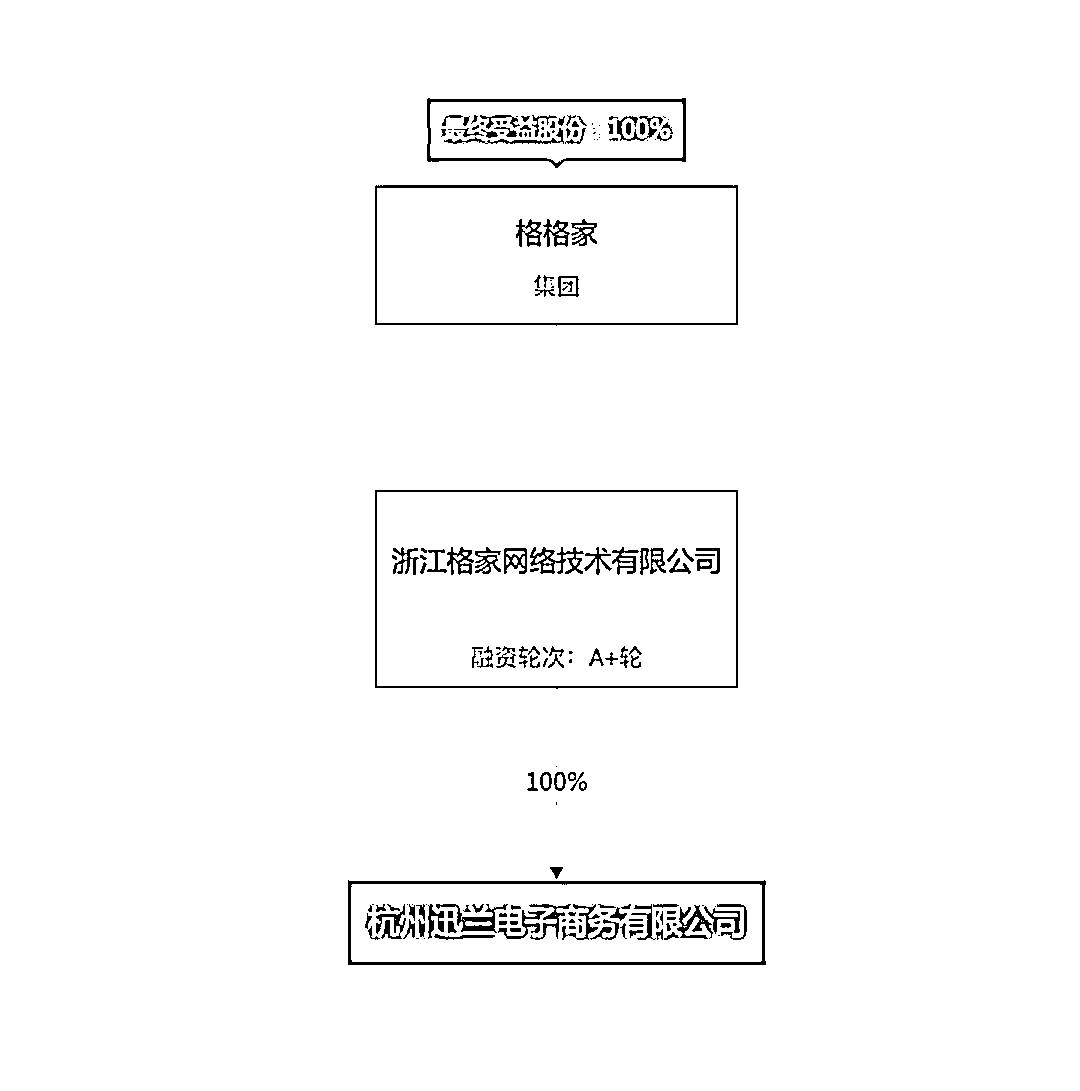 最终受益股份：100%
格格家
集团
浙江格家网络技术有限公司
融资轮次：A+轮
100%
杭州迅兰电子商务有限公司